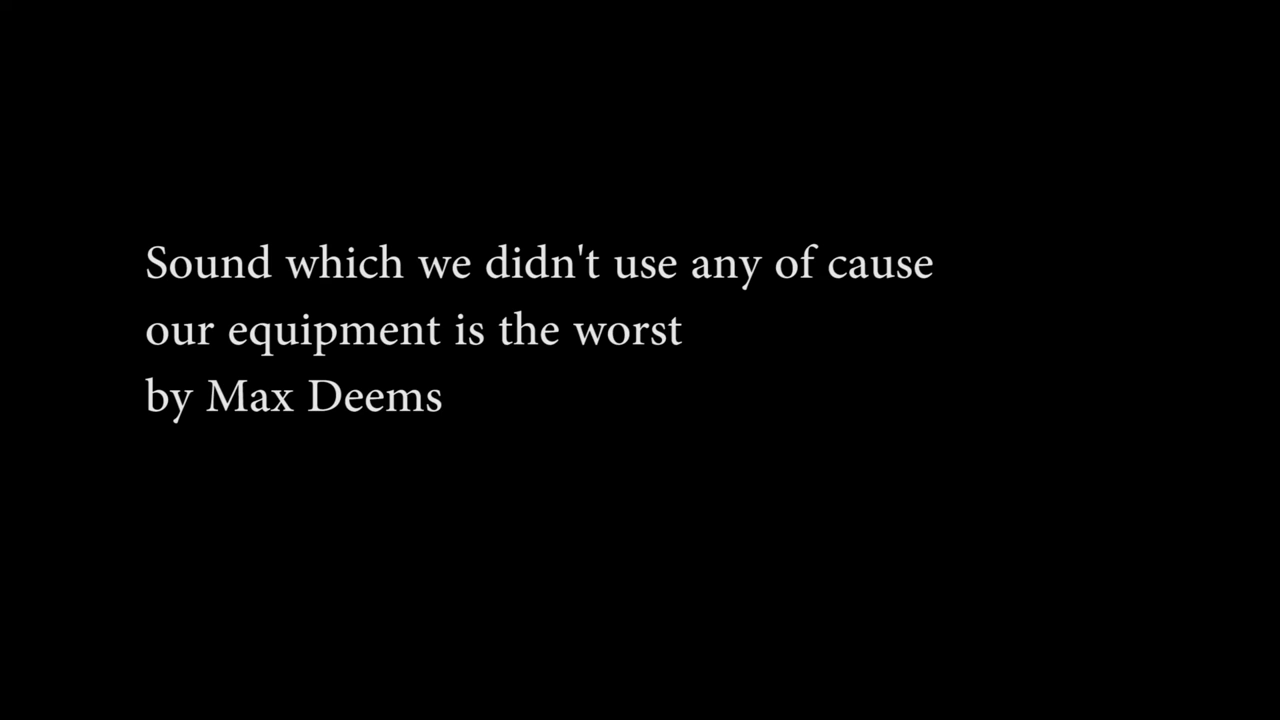 Sound which we didn't use any of cause
our equipment is the worst
by Max Deems